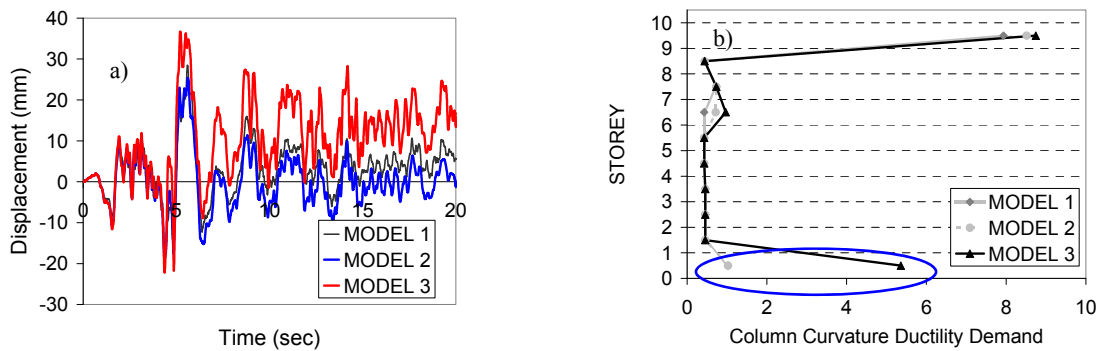 a)
Displacement (mm)
40
30
20
10
0
-10
-20
-30
0
5
10
15
20
MODEL 1
MODEL 2
MODEL 3
Time (sec)
b)
STOREY
10
9
8
7
6
5
4
3
2
1
0
0
2
4
6
8
10
MODEL 1
MODEL 2
MODEL 3
Column Curvature Ductility Demand